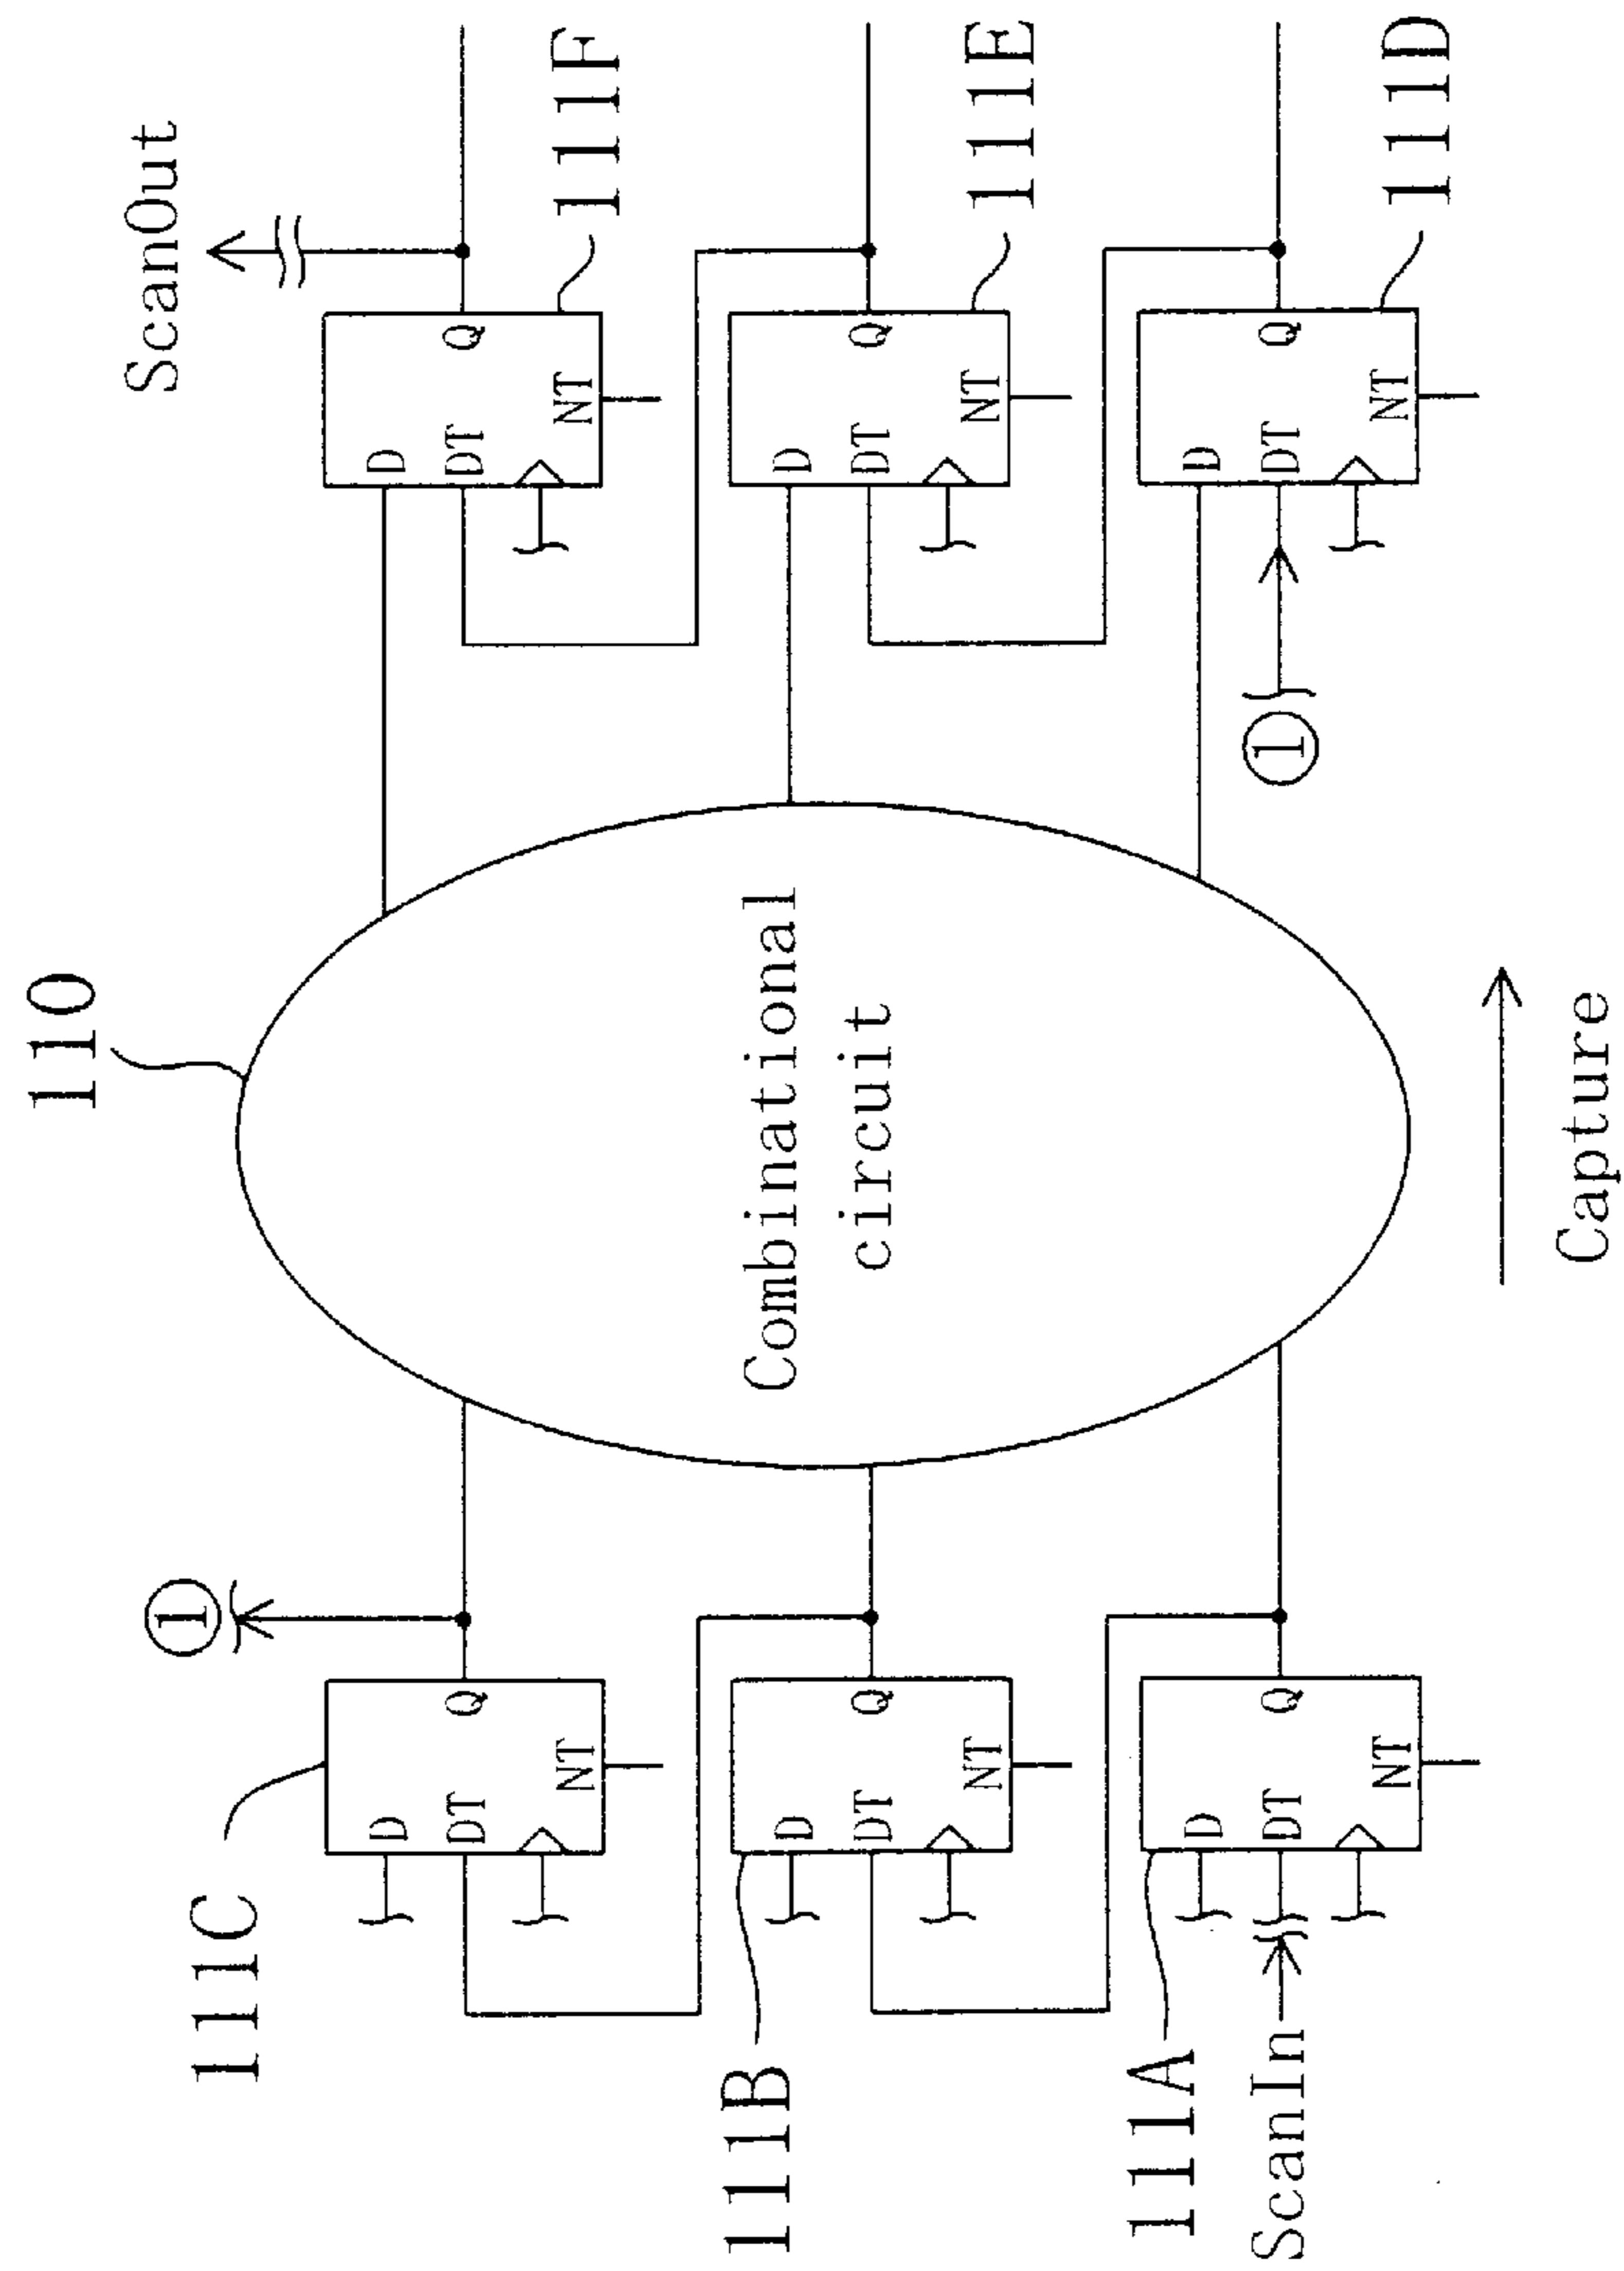 110
①
ScanOut
111C
D
Q
DT
NT
D
Q
DT
NT
111F
111B
D
Q
DT
NT
Combinational
circuit
D
Q
DT
NT
111E
111A
D
DT
Q
NT
ScanIn
①
D
DT
Q
NT
111D
Capture